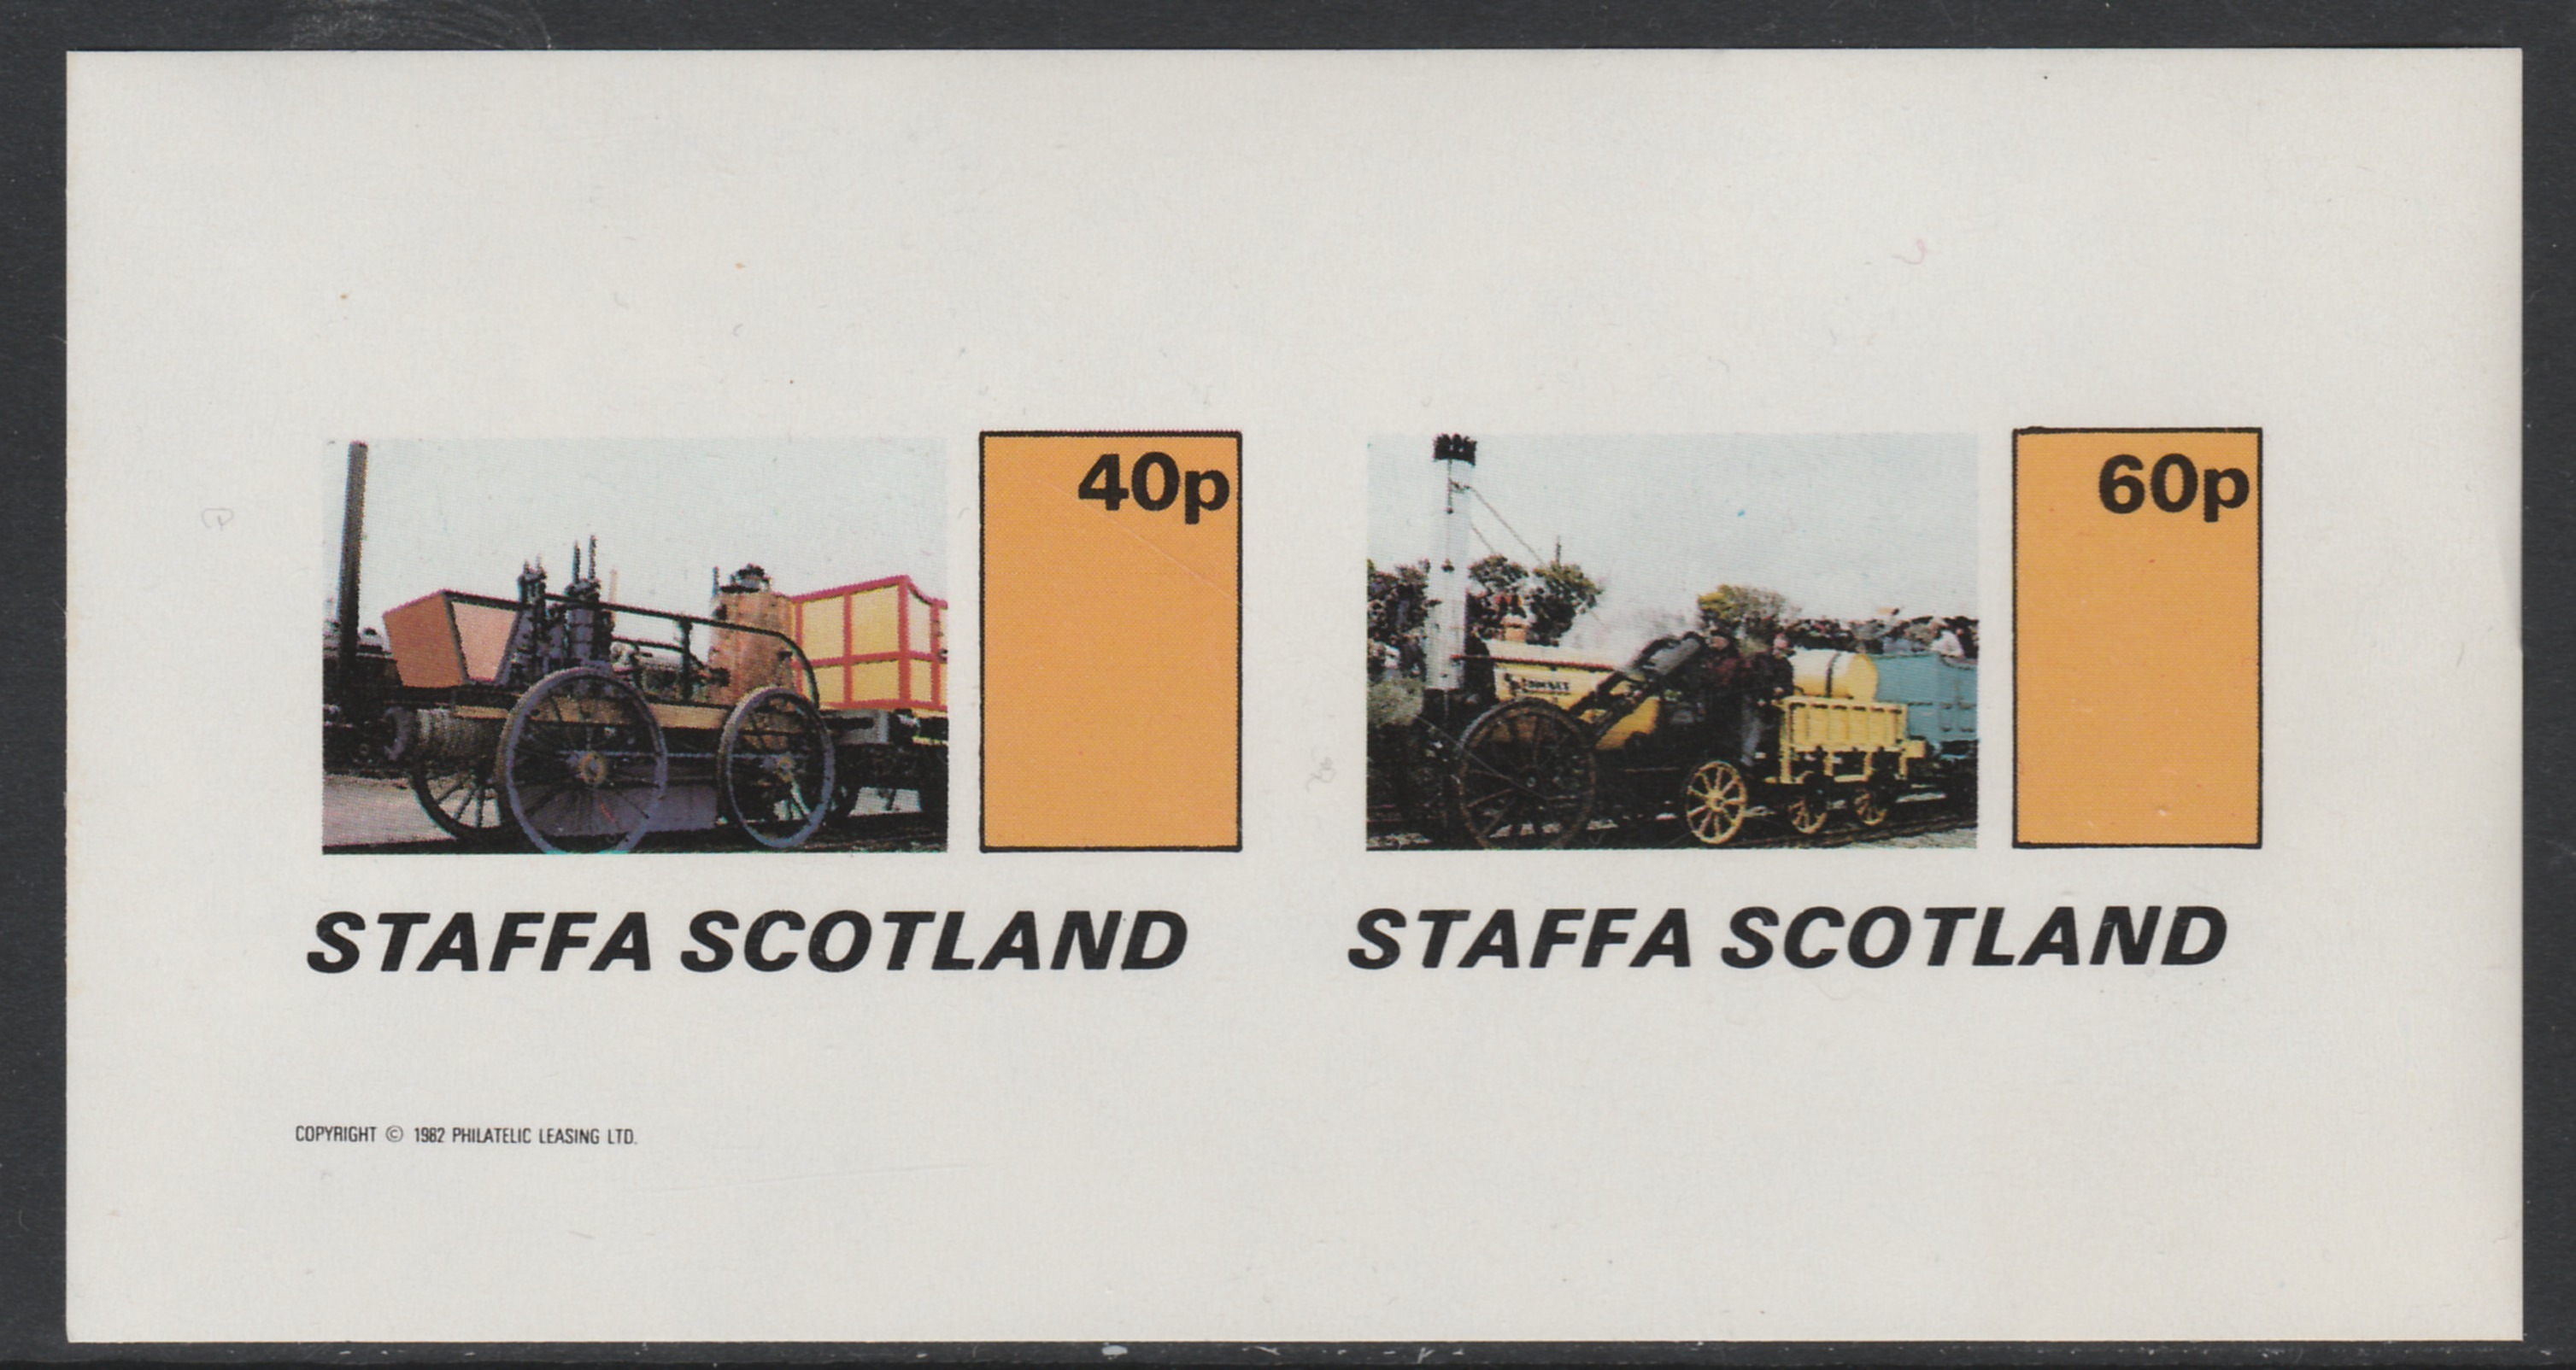 40p
60p
STAFFA SCOTLAND
STAFFA SCOTLAND
COPYRIGHT © 1982 PHILATELIC LEASING LTD.